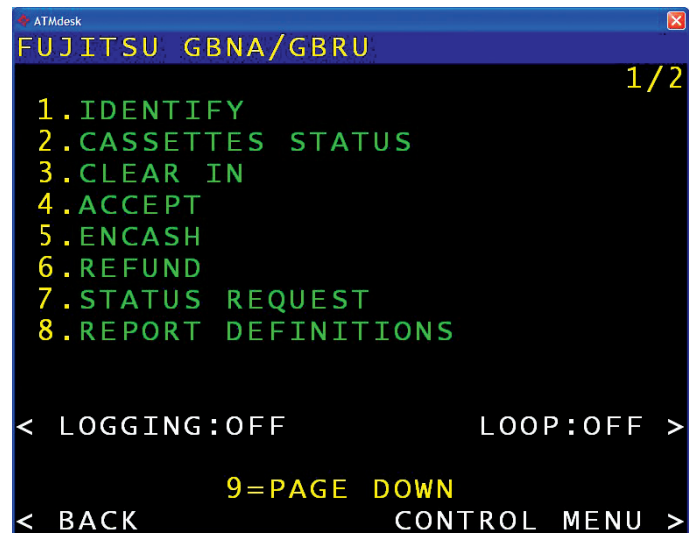 ATMdesk
FUJITSU GBNA/GBRU
1/2
1.IDENTIFY
2.CASSETTES STATUS
3.CLEAR IN
4.ACCEPT
5.ENCASH
6.REFUND
7.STATUS REQUEST
8.REPORT DEFINITIONS
< LOGGING:OFF LOOP:OFF >
9=PAGE DOWN
< BACK CONTROL MENU >